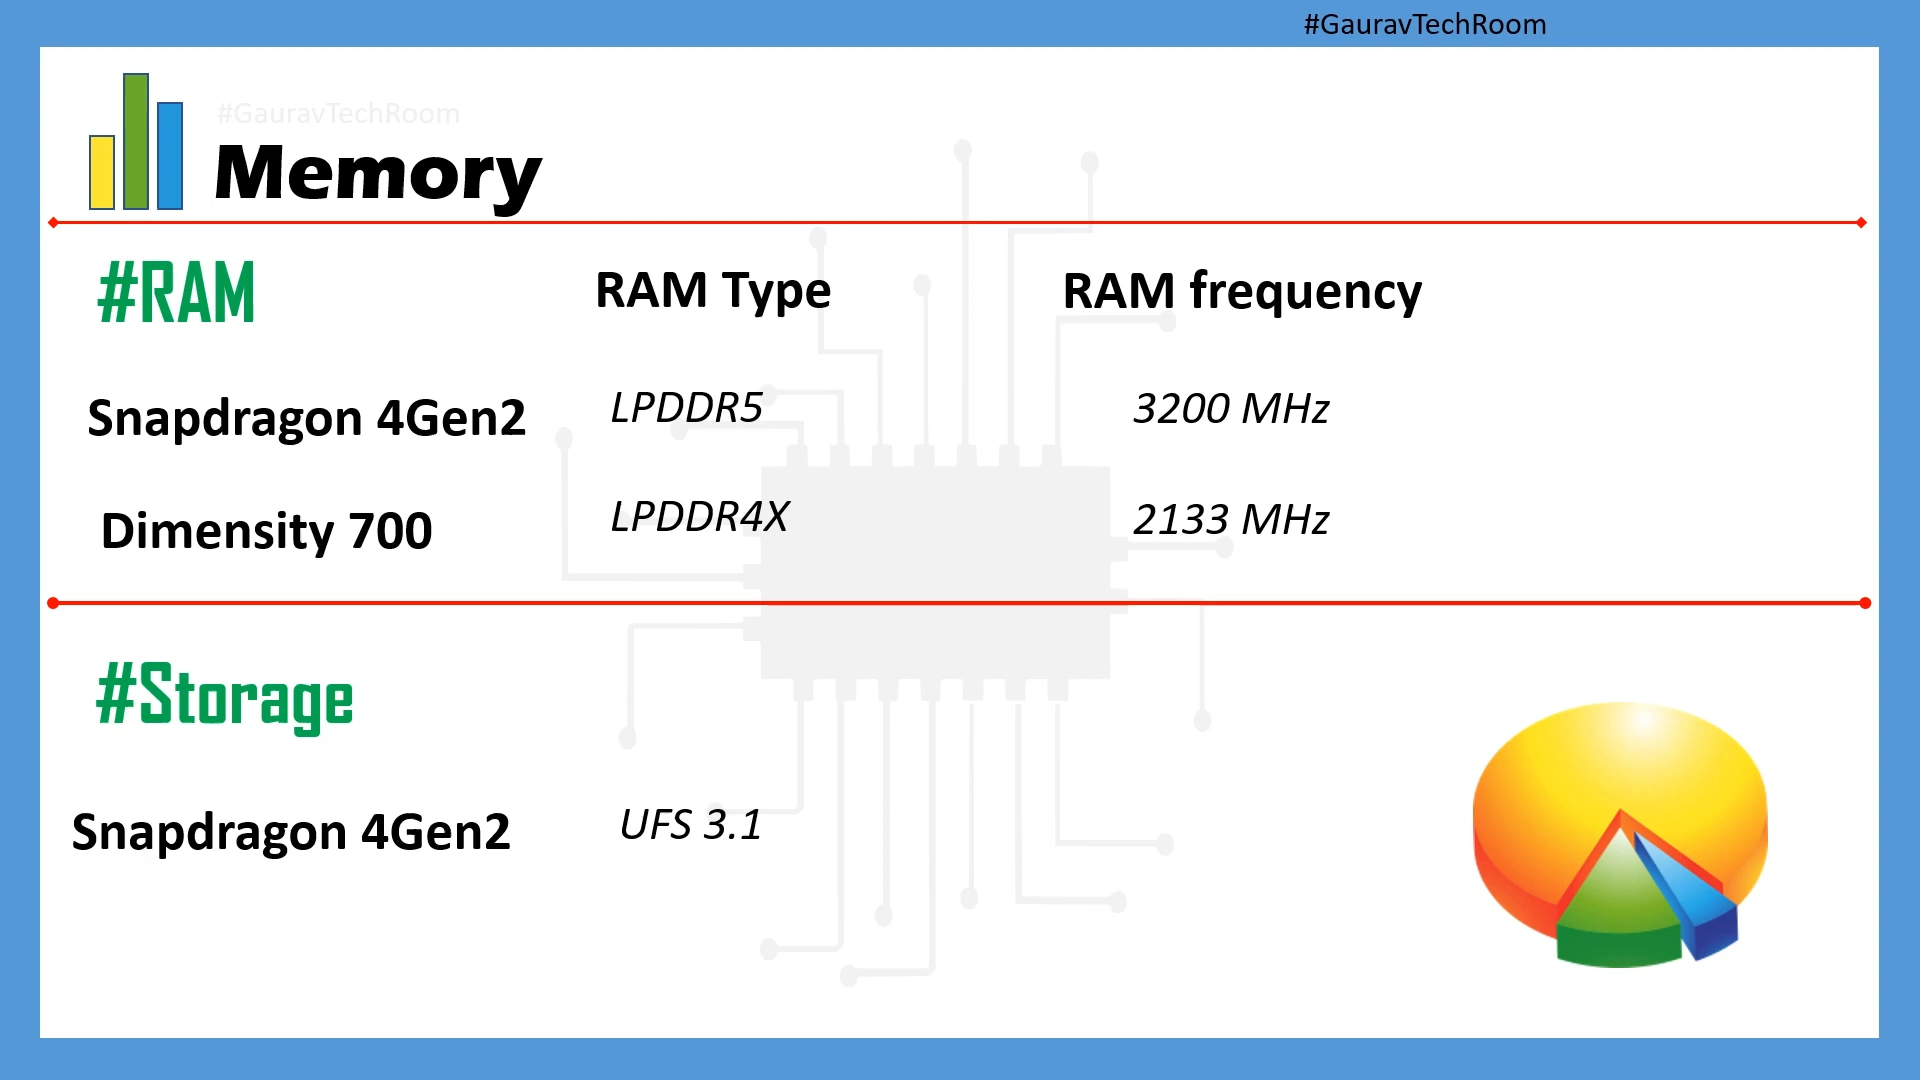 #GauravTechRoom
#GauravTechRoom
Memory
#RAM RAM Type RAM frequency
Snapdragon 4Gen2 LPDDR5 3200 MHz
Dimensity 700 LPDDR4X 2133 MHz
#Storage
Snapdragon 4Gen2 UFS 3.1